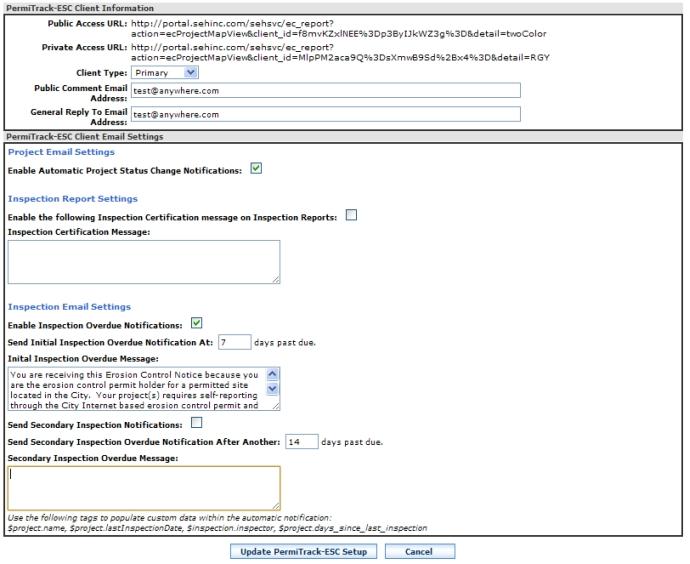 PermiTrack-ESC Client Information
Public Access URL: http://portal.sehinc.com/sehsvc/ec_report?
action=ecProjectMapView&client_id=f8mvKZxlNEE%3Dp3ByIJkWZ3g%3D&detail=twoColor
Private Access URL: http://portal.sehinc.com/sehsvc/ec_report?
action=ecProjectMapView&client_id=MlpPM2aca9Q%3DsXmwB9Sd%2Bx4%3D&detail=RGY
Client Type: Primary
Public Comment Email
Address: test@anywhere.com
General Reply To Email
Address: test@anywhere.com
PermiTrack-ESC Client Email Settings
Project Email Settings
Enable Automatic Project Status Change Notifications:
Inspection Report Settings
Enable the following Inspection Certification message on Inspection Reports:
Inspection Certification Message:
Inspection Email Settings
Enable Inspection Overdue Notifications:
Send Initial Inspection Overdue Notification At: 7 days past due.
Inital Inspection Overdue Message:
You are receiving this Erosion Control Notice because you
are the erosion control permit holder for a permitted site
located in the City. Your project(s) requires self-reporting
through the City Internet based erosion control permit and
Send Secondary Inspection Notifications:
Send Secondary Inspection Overdue Notification After Another: 14 days past due.
Secondary Inspection Overdue Message:
Use the following tags to populate custom data within the automatic notification:
$project.name, $project.lastInspectionDate, $inspection.inspector, $project.days_since_last_inspection
Update PermiTrack-ESC Setup Cancel